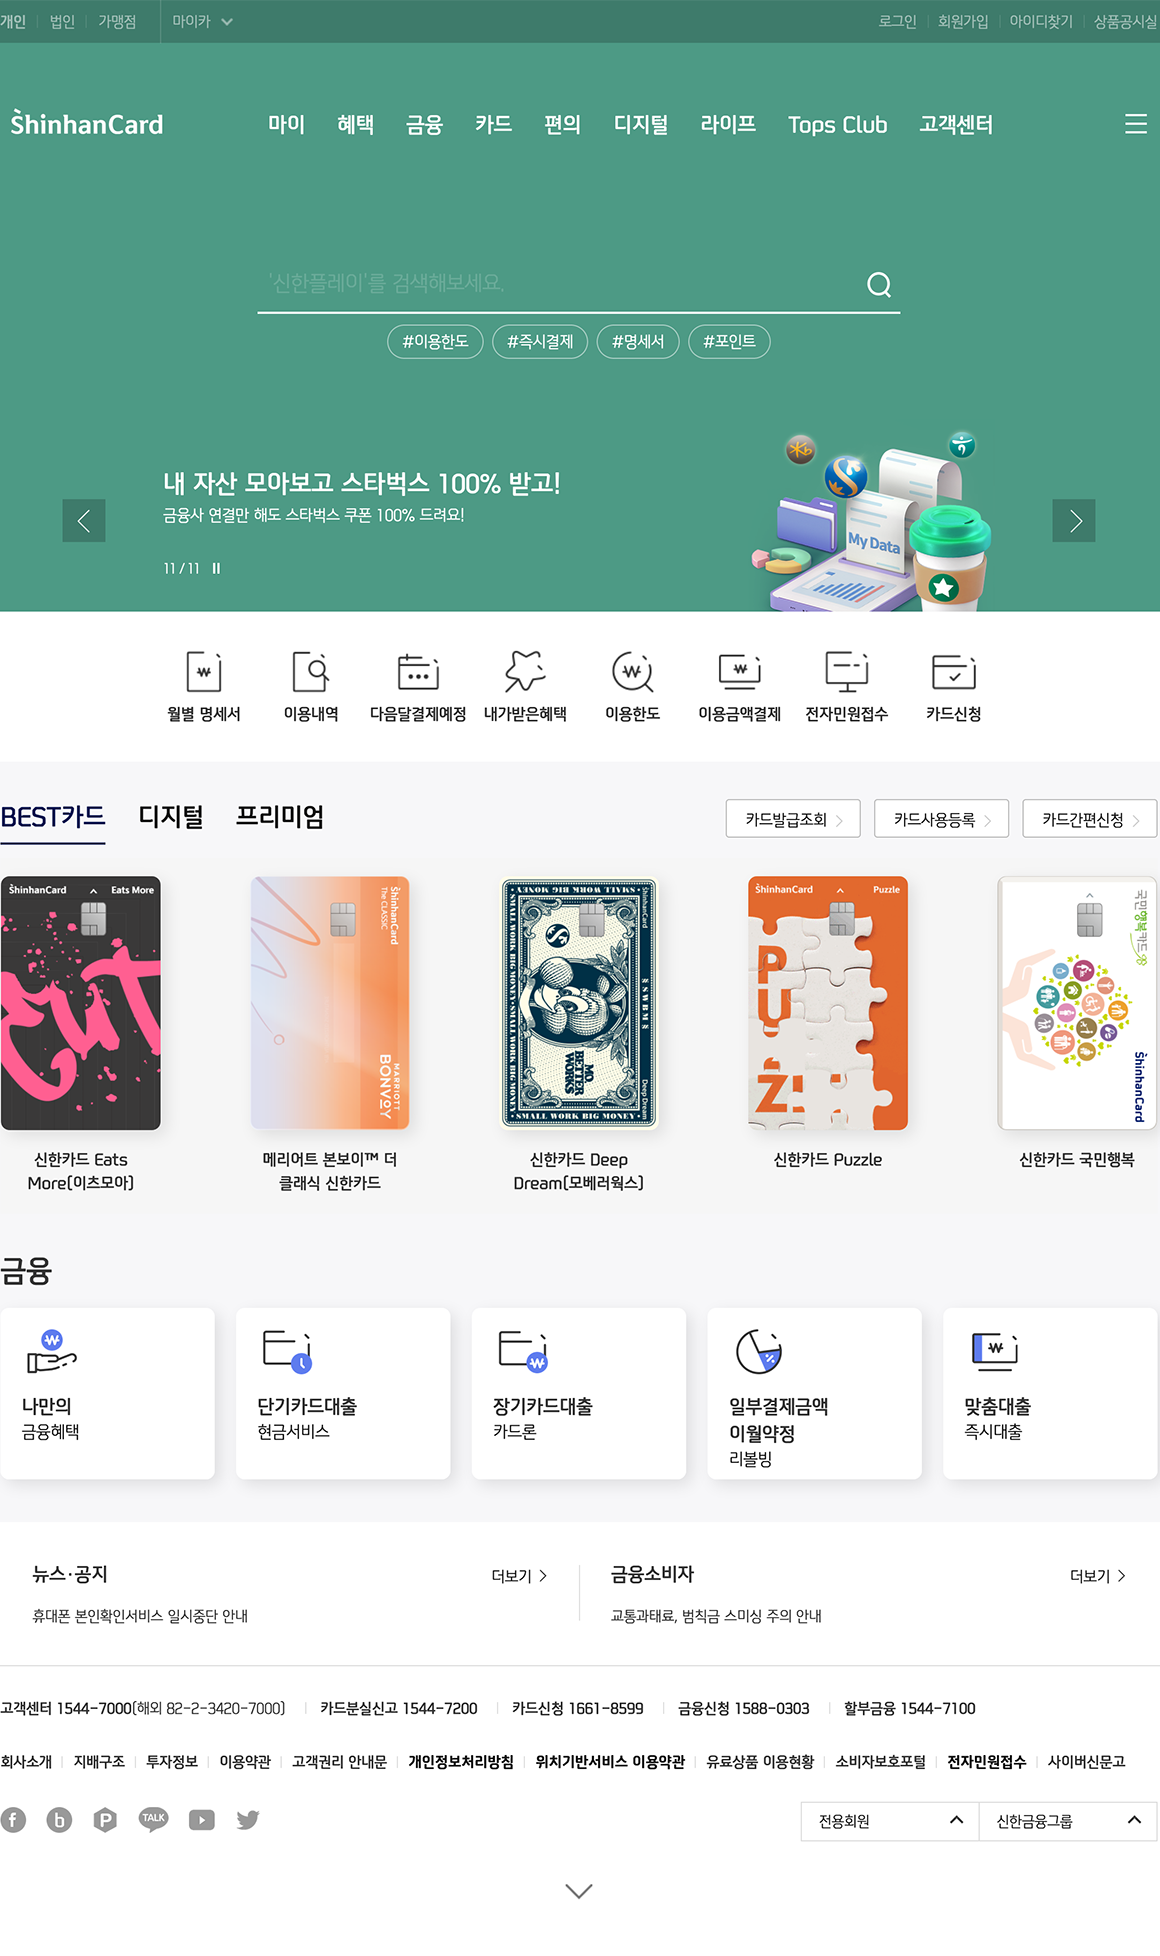 개인 법인 가맹점 마이카 로그인 회원가입 아이디찾기 상품공시실
ShinhanCard 마이 혜택 금융 카드 편의 디지털 라이프 Tops Club 고객센터
'신한플레이'를 검색해보세요.
#이용한도 #즉시결제 #명세서 #포인트
내 자산 모아보고 스타벅스 100% 받고!
금융사 연결만 해도 스타벅스 쿠폰 100% 드려요!
My Data
11 / 11
월별 명세서 이용내역 다음달결제예정 내가받은혜택 이용한도 이용금액결제 전자민원접수 카드신청
BEST카드 디지털 프리미엄 카드발급조회 카드사용등록 카드간편신청
ShinhanCard Eats More
ShinhanCard
The CLASSIC
MARRIOTT
BONVOY
SMALL WORK BIG MONEY
ShinhanCard
$ SWBM $
MO.
BETTER
WORKS
Deep Dream
SMALL WORK BIG MONEY
ShinhanCard Puzzle
국민행복카드
ShinhanCard
신한카드 Eats
More(이츠모아)
메리어트 본보이™ 더
클래식 신한카드
신한카드 Deep
Dream(모베러웍스)
신한카드 Puzzle
신한카드 국민행복
금융
나만의
금융혜택
단기카드대출
현금서비스
장기카드대출
카드론
일부결제금액
이월약정
리볼빙
맞춤대출
즉시대출
뉴스·공지 더보기
휴대폰 본인확인서비스 일시중단 안내
금융소비자 더보기
교통과태료, 범칙금 스미싱 주의 안내
고객센터 1544-7000(해외 82-2-3420-7000) 카드분실신고 1544-7200 카드신청 1661-8599 금융신청 1588-0303 할부금융 1544-7100
회사소개 지배구조 투자정보 이용약관 고객권리 안내문 개인정보처리방침 위치기반서비스 이용약관 유료상품 이용현황 소비자보호포털 전자민원접수 사이버신문고
TALK
전용회원 신한금융그룹